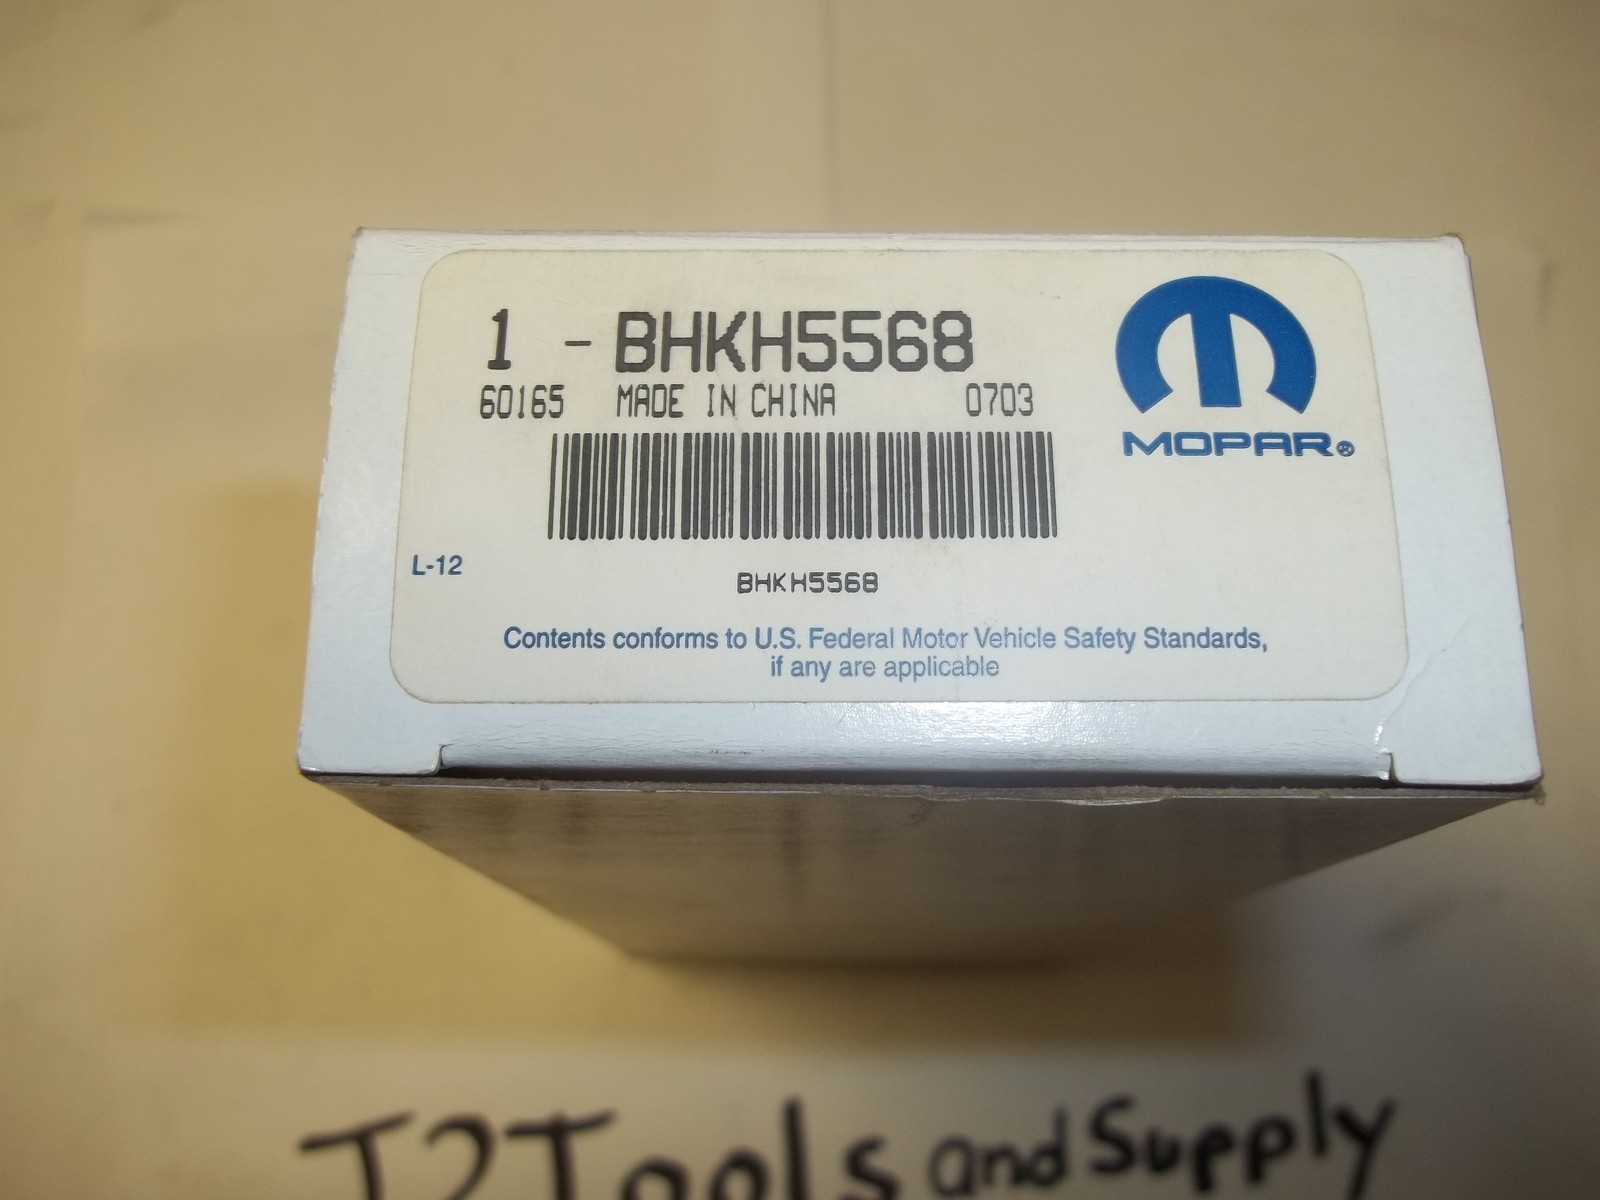 1 - BHKH5568
60165 MADE IN CHINA 0703
MOPAR®
L-12
BHKH5568
Contents conforms to U.S. Federal Motor Vehicle Safety Standards,
if any are applicable
J2Tools and Supply